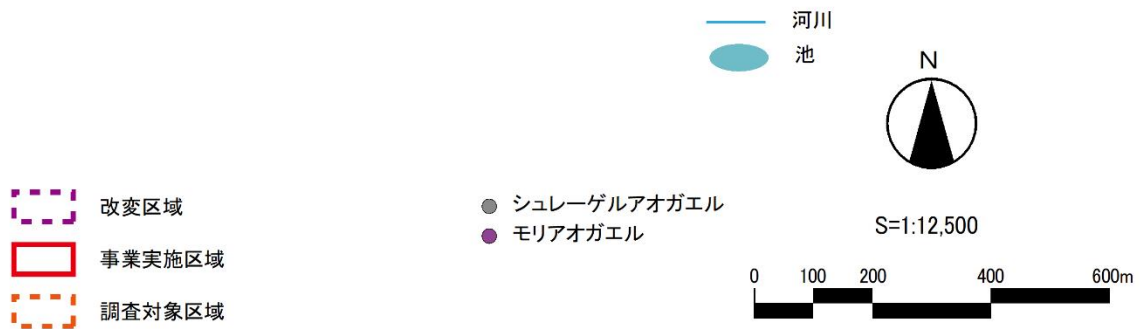 河川
池
N
改変区域
事業実施区域
調査対象区域
シュレーゲルアオガエル
モリアオガエル
S=1:12,500
0 100 200 400 600m